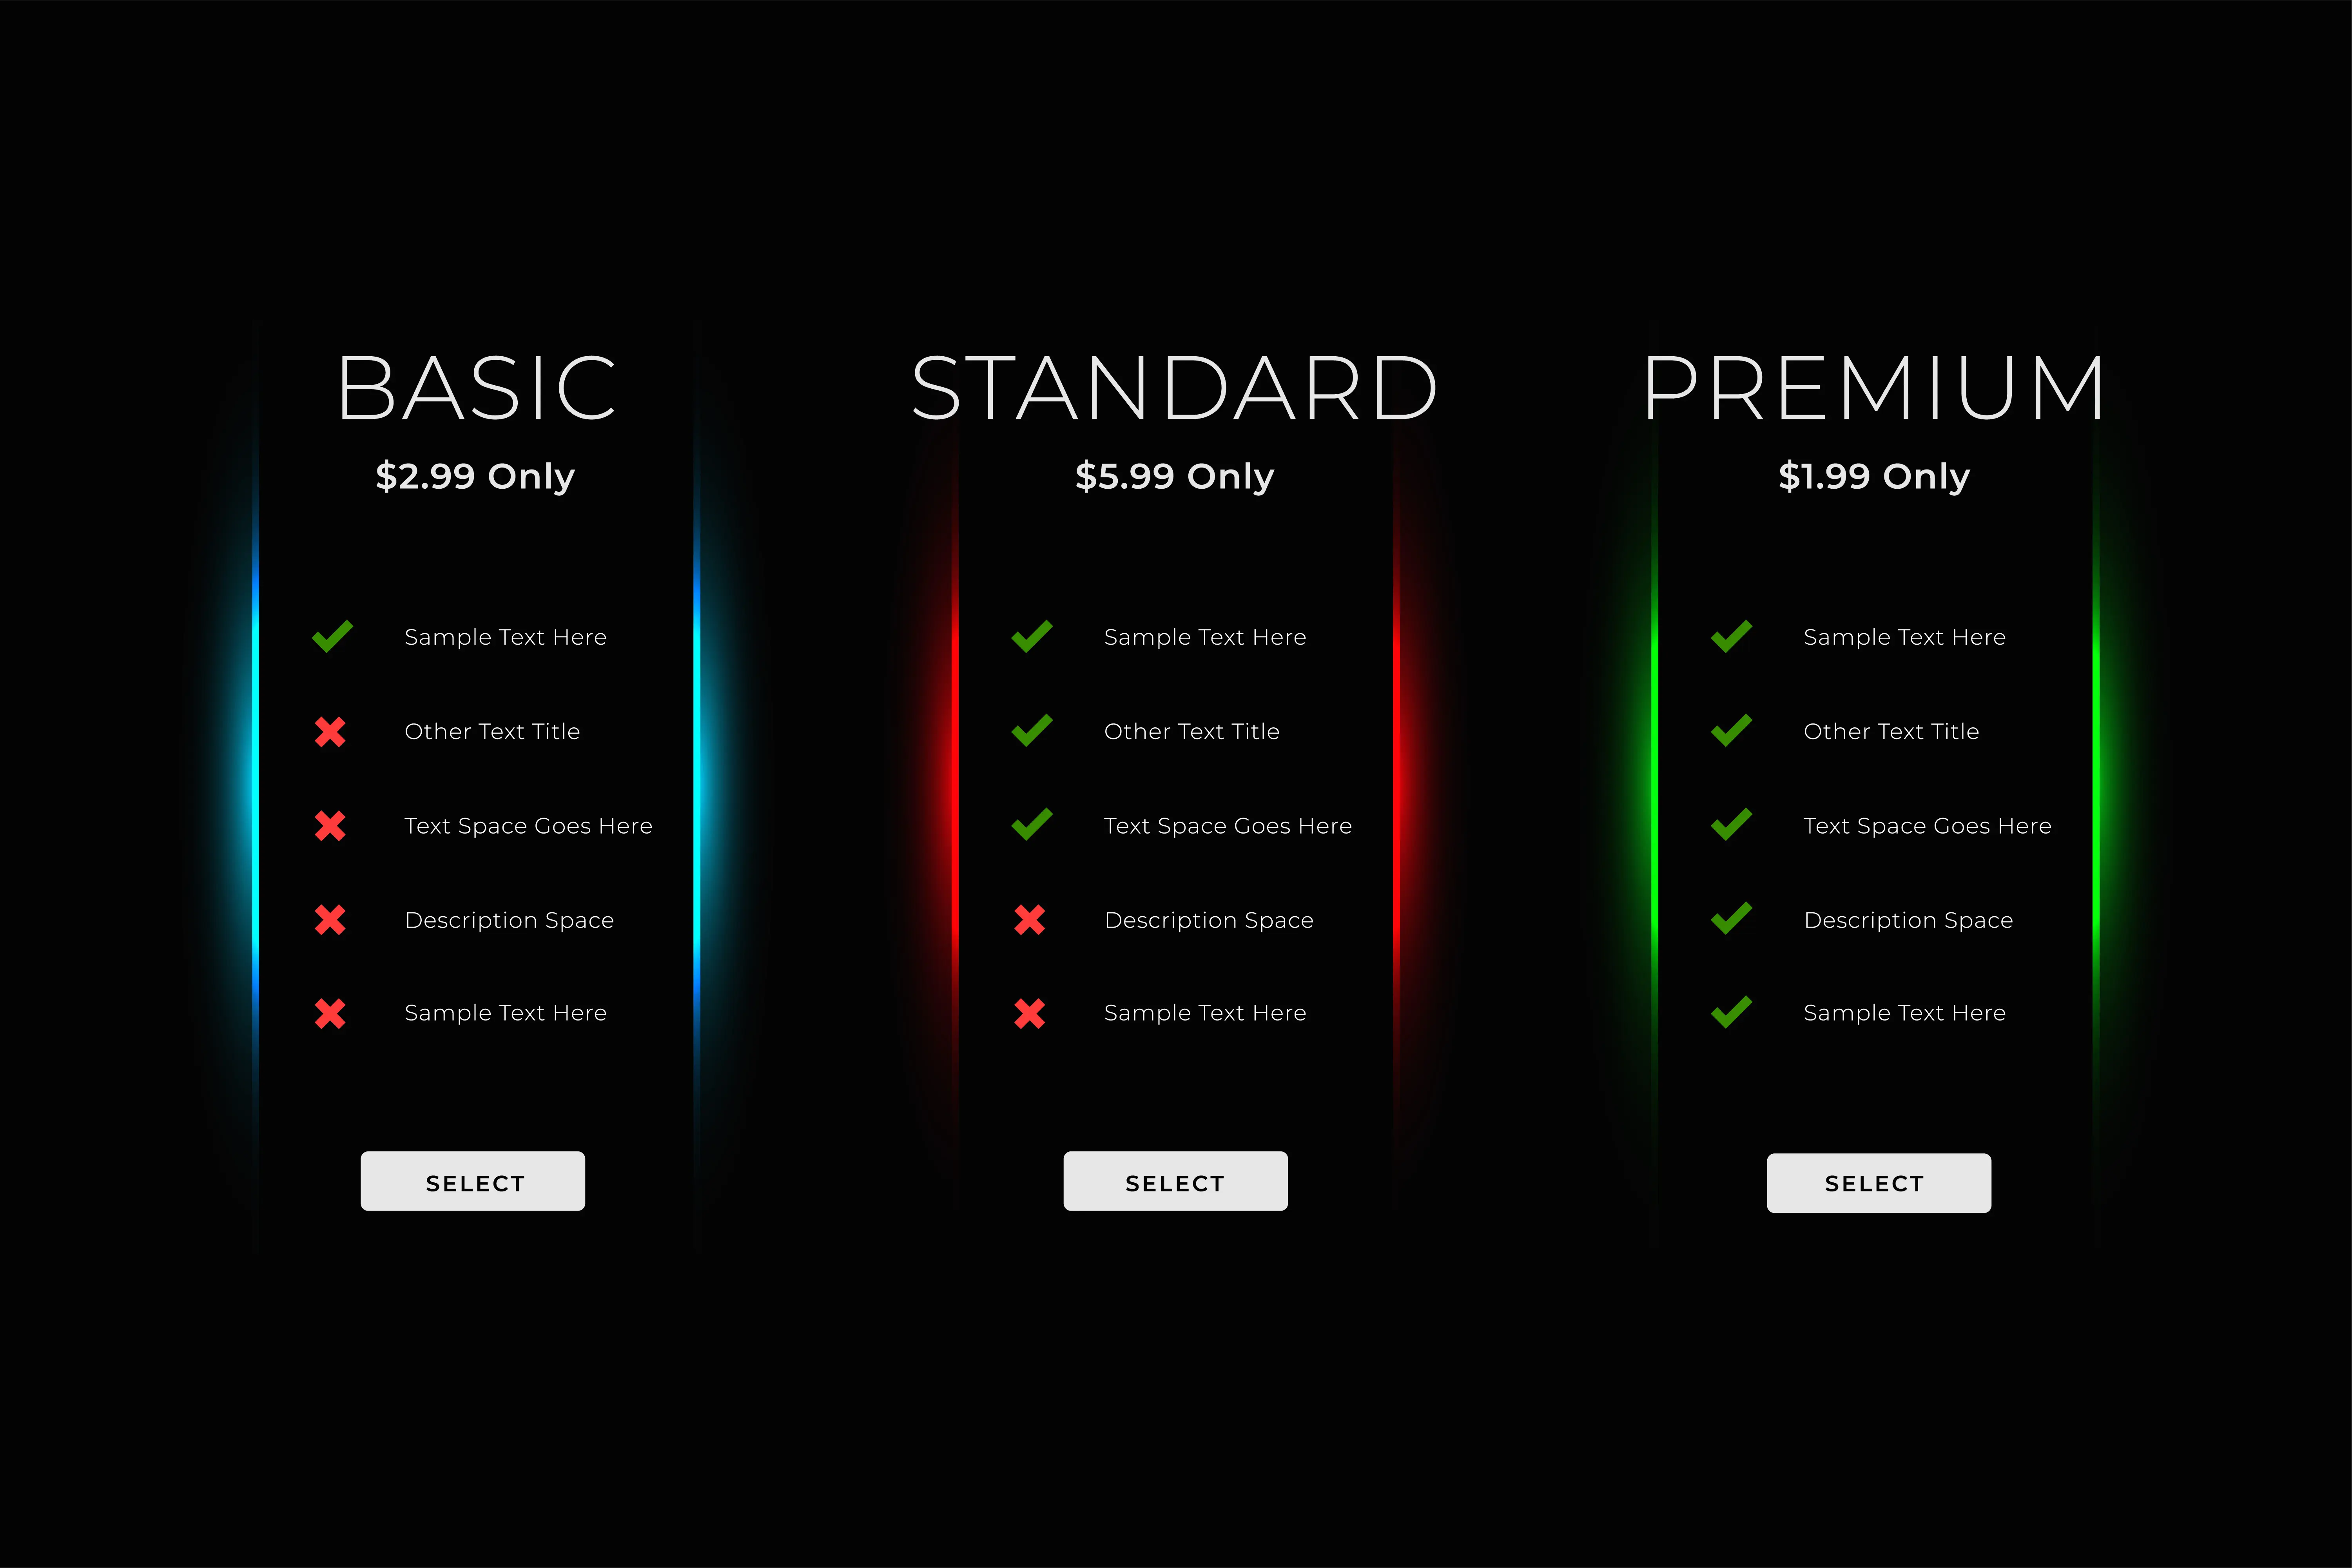 BASIC
$2.99 Only
Sample Text Here
Other Text Title
Text Space Goes Here
Description Space
Sample Text Here
SELECT
STANDARD
$5.99 Only
Sample Text Here
Other Text Title
Text Space Goes Here
Description Space
Sample Text Here
SELECT
PREMIUM
$1.99 Only
Sample Text Here
Other Text Title
Text Space Goes Here
Description Space
Sample Text Here
SELECT